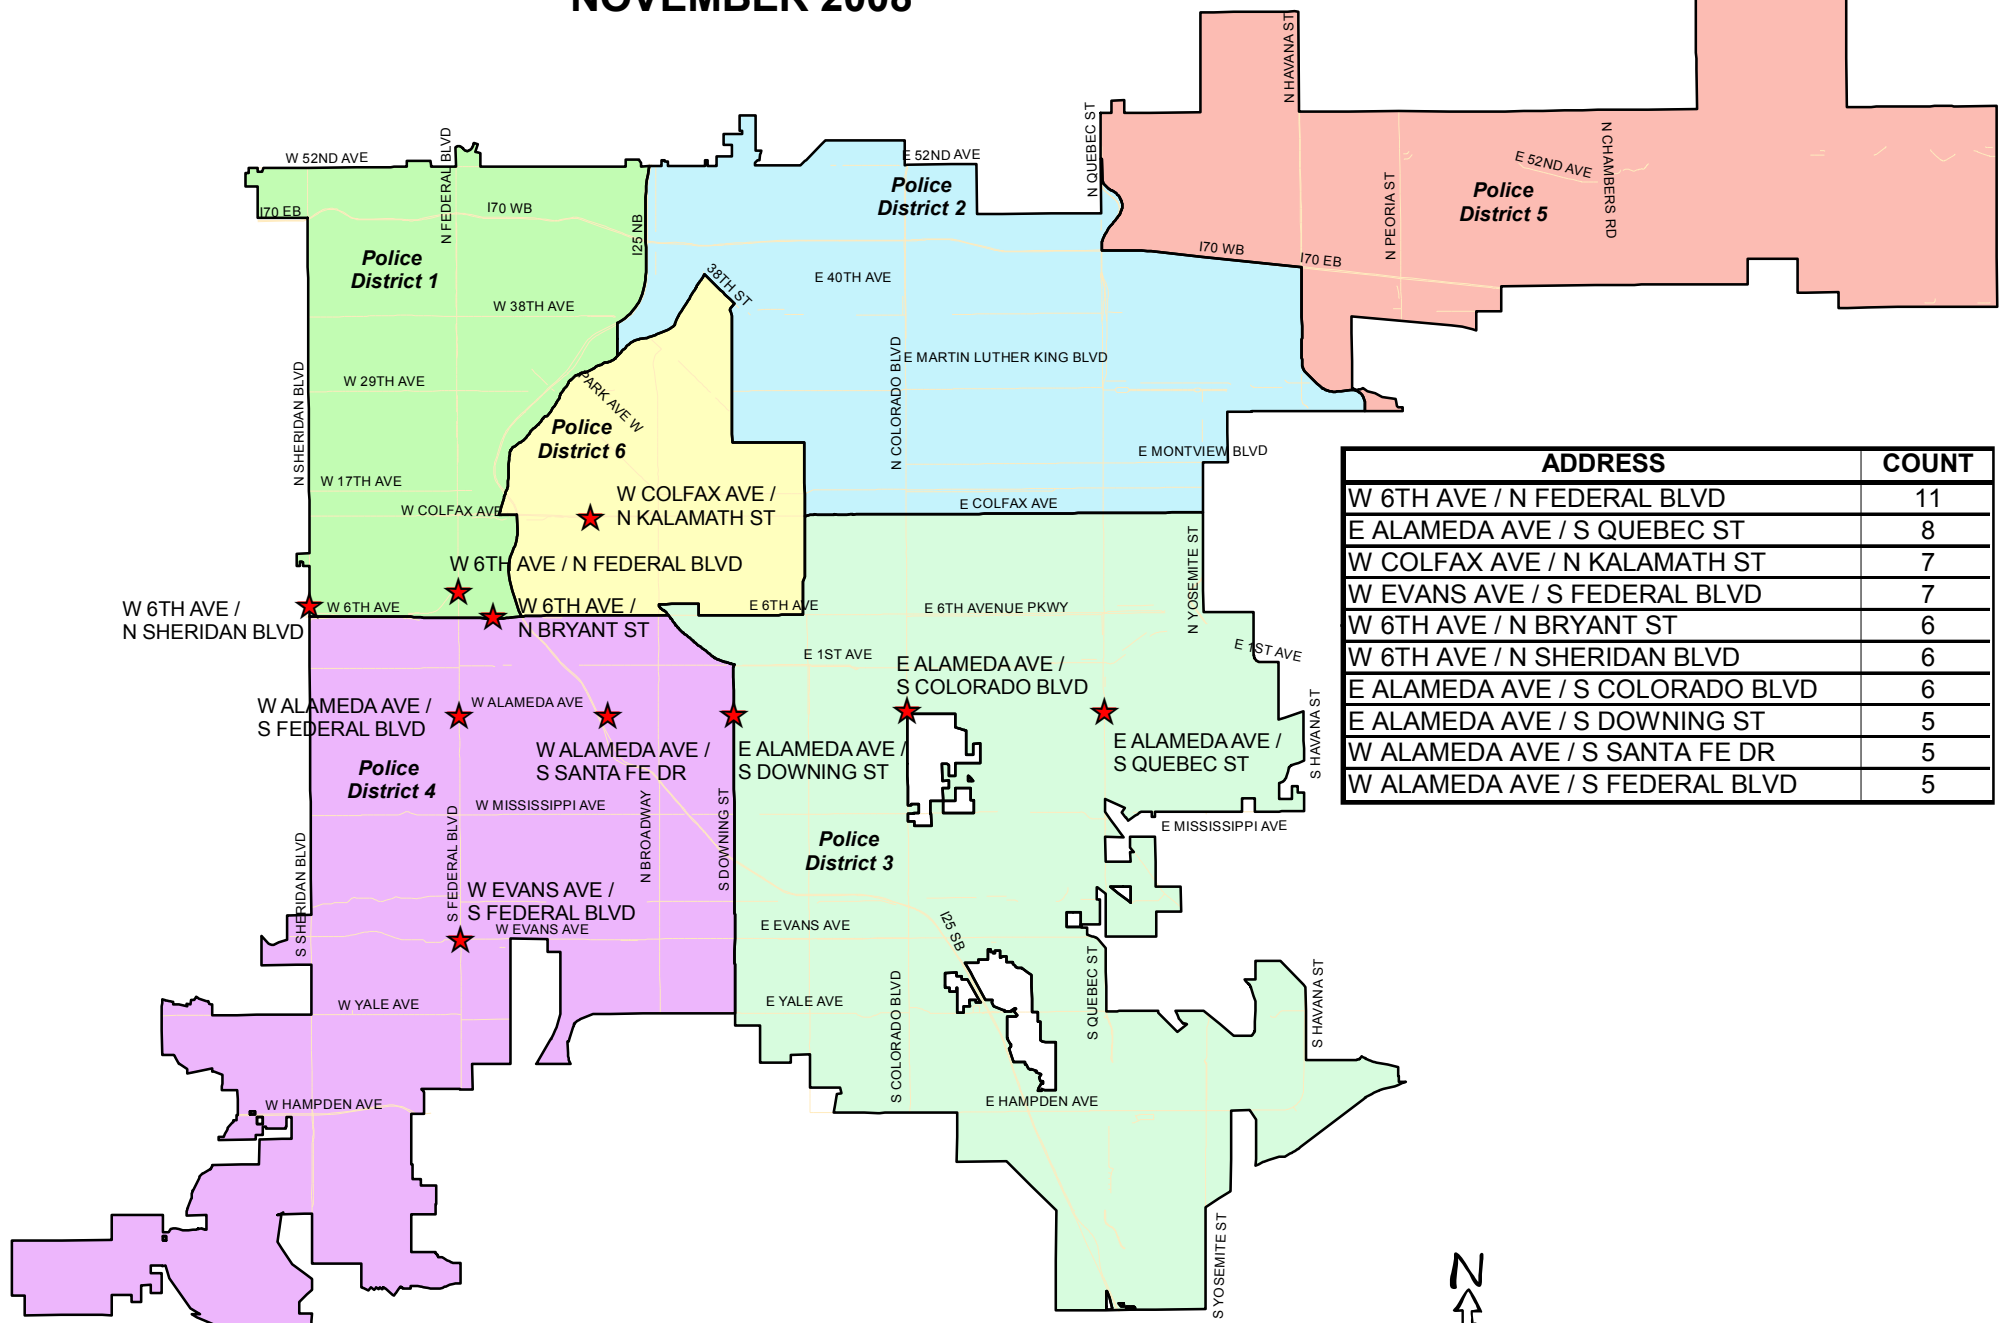 NOVEMBER 2008
N HAVANA ST
N QUEBEC ST
W 52ND AVE
N FEDERAL BLVD
E 52ND AVE
Police
District 2
E 52ND AVE
N CHAMBERS RD
N PEORIA ST
Police
District 5
I70 EB
I70 WB
I25 NB
I70 WB
I70 EB
Police
District 1
38TH ST
E 40TH AVE
W 38TH AVE
E MARTIN LUTHER KING BLVD
N COLORADO BLVD
N SHERIDAN BLVD
W 29TH AVE
PARK AVE W
Police
District 6
E MONTVIEW BLVD
W 17TH AVE
W COLFAX AVE
W COLFAX AVE /
N KALAMATH ST
E COLFAX AVE
ADDRESS COUNT
W 6TH AVE / N FEDERAL BLVD 11
E ALAMEDA AVE / S QUEBEC ST 8
W COLFAX AVE / N KALAMATH ST 7
W EVANS AVE / S FEDERAL BLVD 7
W 6TH AVE / N BRYANT ST 6
W 6TH AVE / N SHERIDAN BLVD 6
E ALAMEDA AVE / S COLORADO BLVD 6
E ALAMEDA AVE / S DOWNING ST 5
W ALAMEDA AVE / S SANTA FE DR 5
W ALAMEDA AVE / S FEDERAL BLVD 5
W 6TH AVE / N FEDERAL BLVD
N YOSEMITE ST
W 6TH AVE /
N SHERIDAN BLVD
W 6TH AVE
W 6TH AVE /
N BRYANT ST
E 6TH AVE
E 6TH AVENUE PKWY
E 1ST AVE
E 1ST AVE
E ALAMEDA AVE /
S COLORADO BLVD
W ALAMEDA AVE /
S FEDERAL BLVD
W ALAMEDA AVE
W ALAMEDA AVE /
S SANTA FE DR
E ALAMEDA AVE /
S DOWNING ST
E ALAMEDA AVE /
S QUEBEC ST
S HAVANA ST
Police
District 4
W MISSISSIPPI AVE
N BROADWAY
S DOWNING ST
E MISSISSIPPI AVE
Police
District 3
S SHERIDAN BLVD
S FEDERAL BLVD
W EVANS AVE /
S FEDERAL BLVD
W EVANS AVE
E EVANS AVE
I25 SB
W YALE AVE
E YALE AVE
S COLORADO BLVD
S QUEBEC ST
S HAVANA ST
W HAMPDEN AVE
E HAMPDEN AVE
S YOSEMITE ST
N